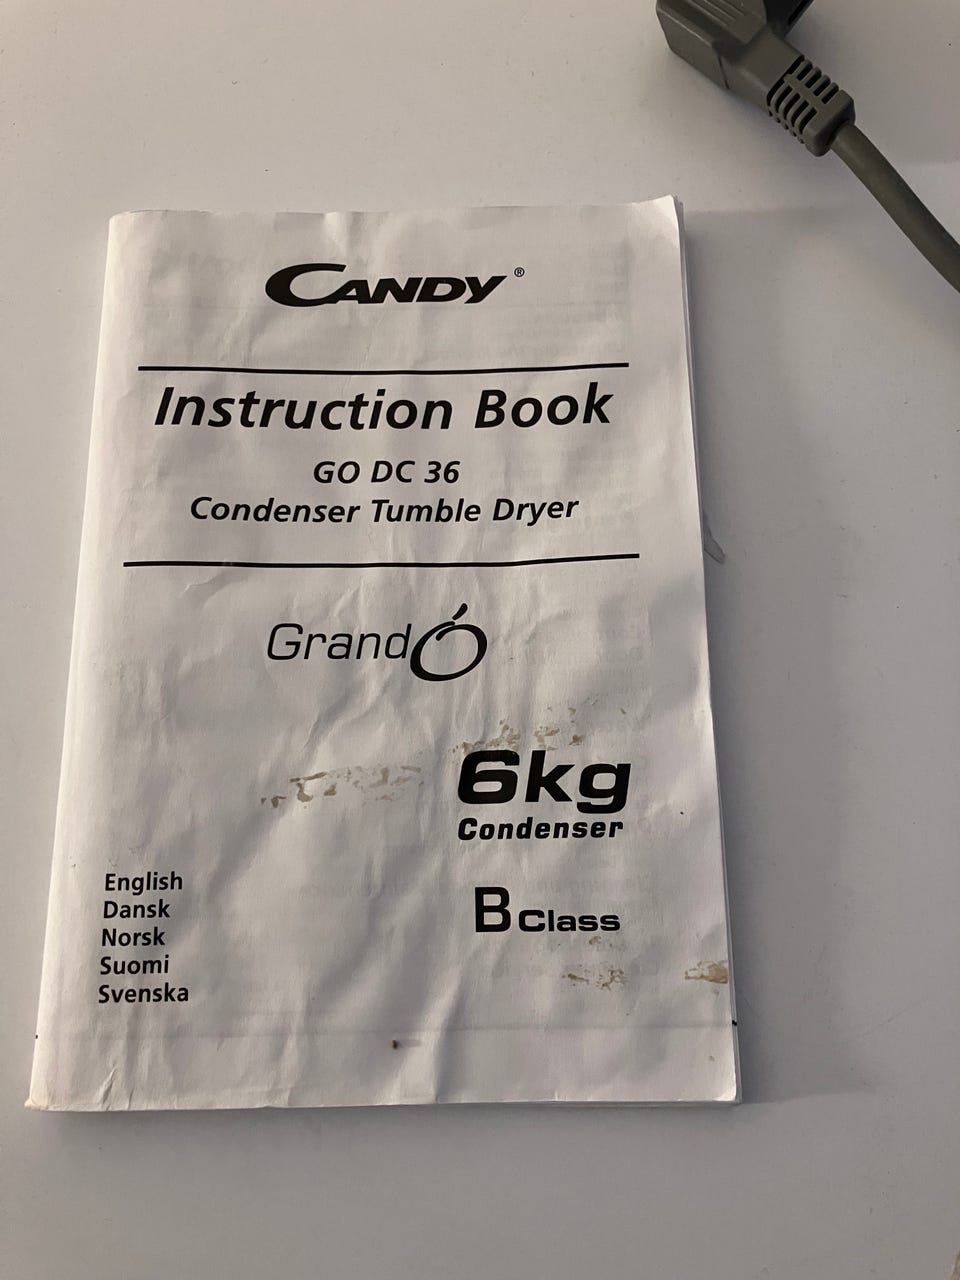 CANDY®
Instruction Book
GO DC 36
Condenser Tumble Dryer
GrandÓ
6kg
Condenser
B Class
English
Dansk
Norsk
Suomi
Svenska